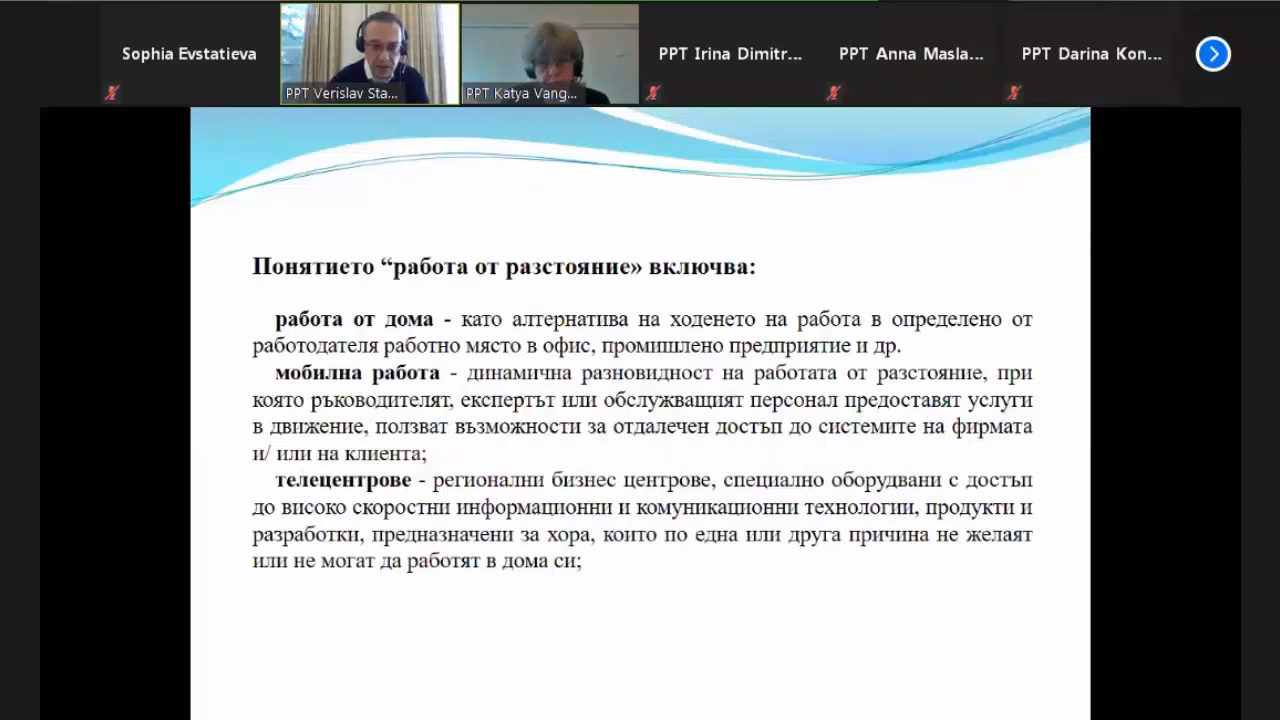 Sophia Evstatieva
PPT Verislav Sta...
PPT Katya Vang...
PPT Irina Dimitr...
PPT Anna Masla...
PPT Darina Kon...
Понятието “работа от разстояние» включва:
работа от дома - като алтернатива на ходенето на работа в определено от
работодателя работно място в офис, промишлено предприятие и др.
мобилна работа - динамична разновидност на работата от разстояние, при
която ръководителят, експертът или обслужващият персонал предоставят услуги
в движение, ползват възможности за отдалечен достъп до системите на фирмата
и/ или на клиента;
телецентрове - регионални бизнес центрове, специално оборудвани с достъп
до високо скоростни информационни и комуникационни технологии, продукти и
разработки, предназначени за хора, които по една или друга причина не желаят
или не могат да работят в дома си;